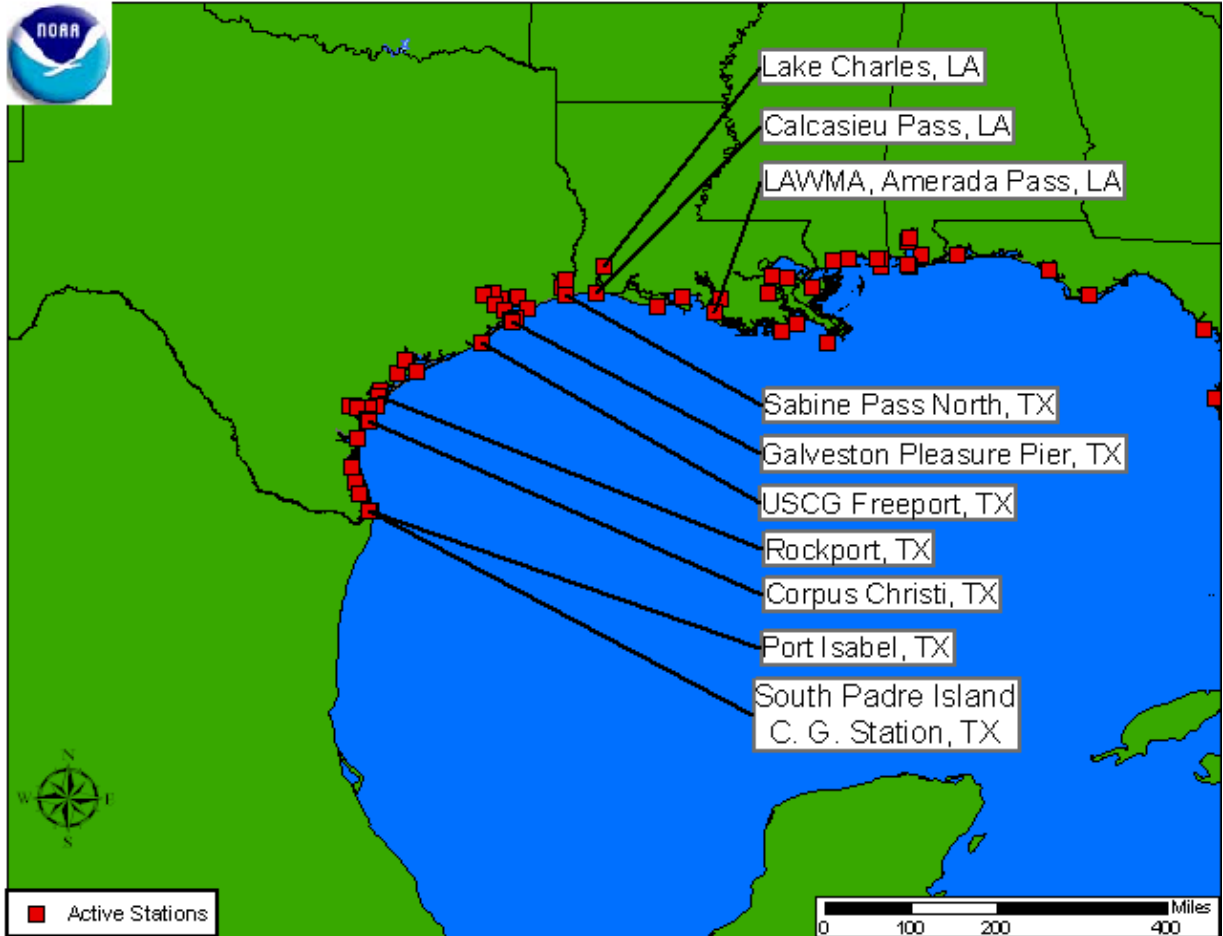 NOAA
Lake Charles, LA
Calcasieu Pass, LA
LAWMA, Amerada Pass, LA
Sabine Pass North, TX
Galveston Pleasure Pier, TX
USCG Freeport, TX
Rockport, TX
Corpus Christi, TX
Port Isabel, TX
South Padre Island
C. G. Station, TX
N
W E
S
Active Stations
Miles
0 100 200 400